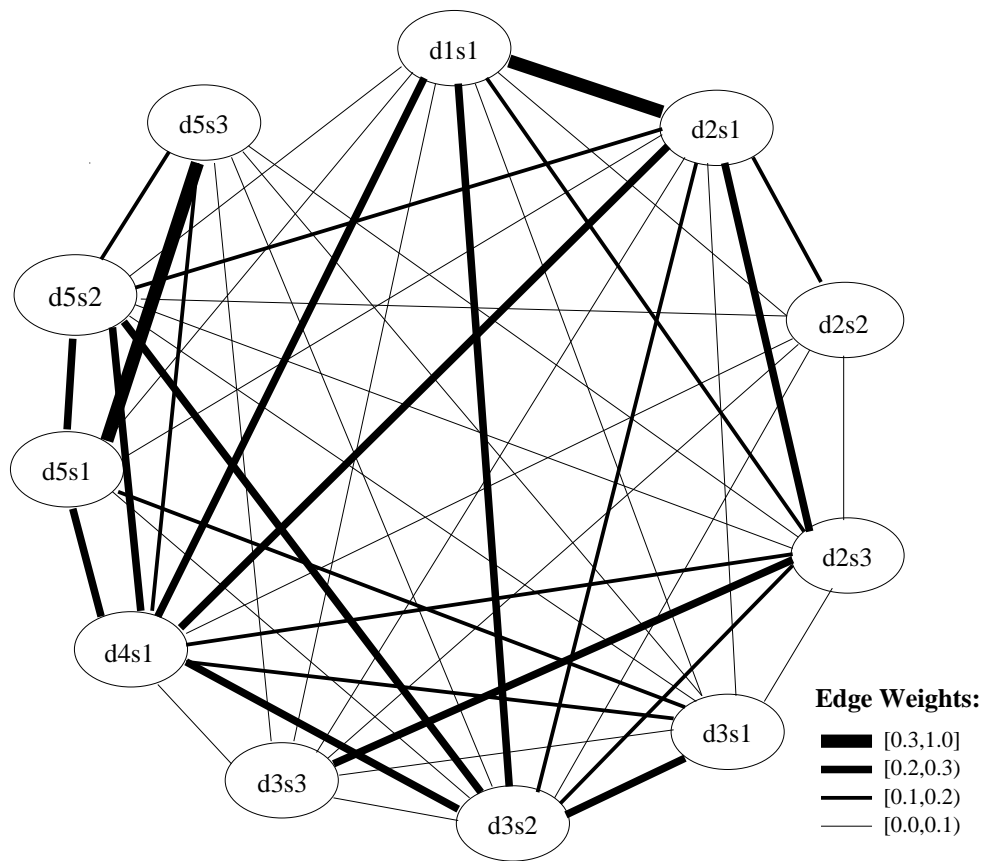 d1s1
d5s3
d2s1
d5s2
d2s2
d5s1
d2s3
d4s1
d3s3
d3s2
d3s1
Edge Weights:
[0.3,1.0]
[0.2,0.3)
[0.1,0.2)
[0.0,0.1)